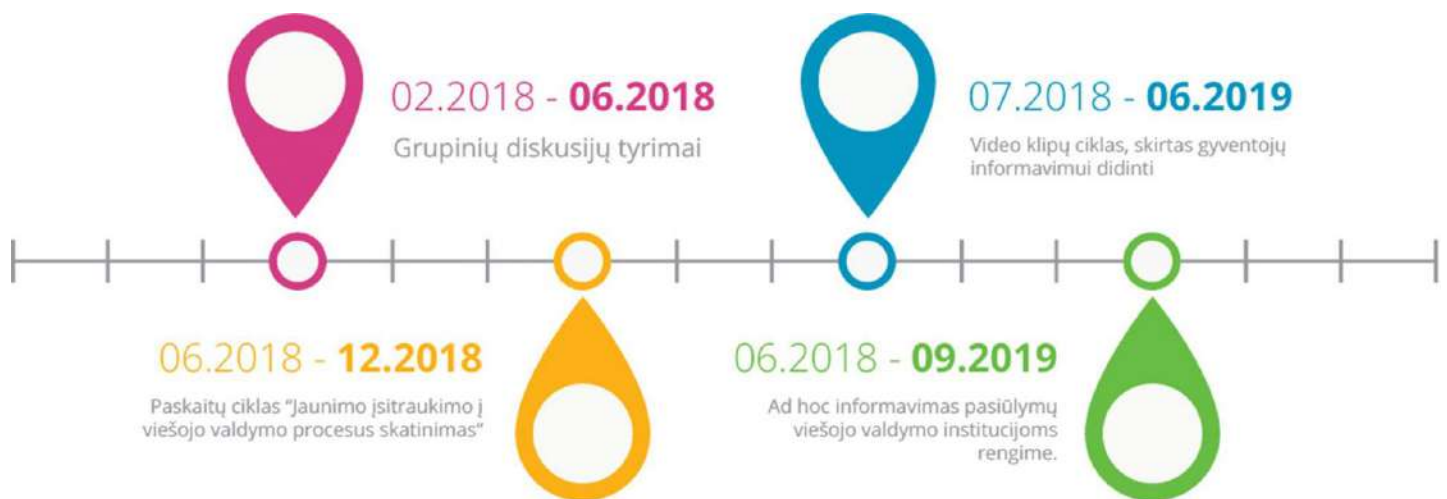 02.2018 - 06.2018
Grupinių diskusijų tyrimai
07.2018 - 06.2019
Video klipų ciklas, skirtas gyventojų
informavimui didinti
06.2018 - 12.2018
Paskaitų ciklas “Jaunimo įsitraukimo į
viešojo valdymo procesus skatinimas”
06.2018 - 09.2019
Ad hoc informavimas pasiūlymų
viešojo valdymo institucijoms
rengime.